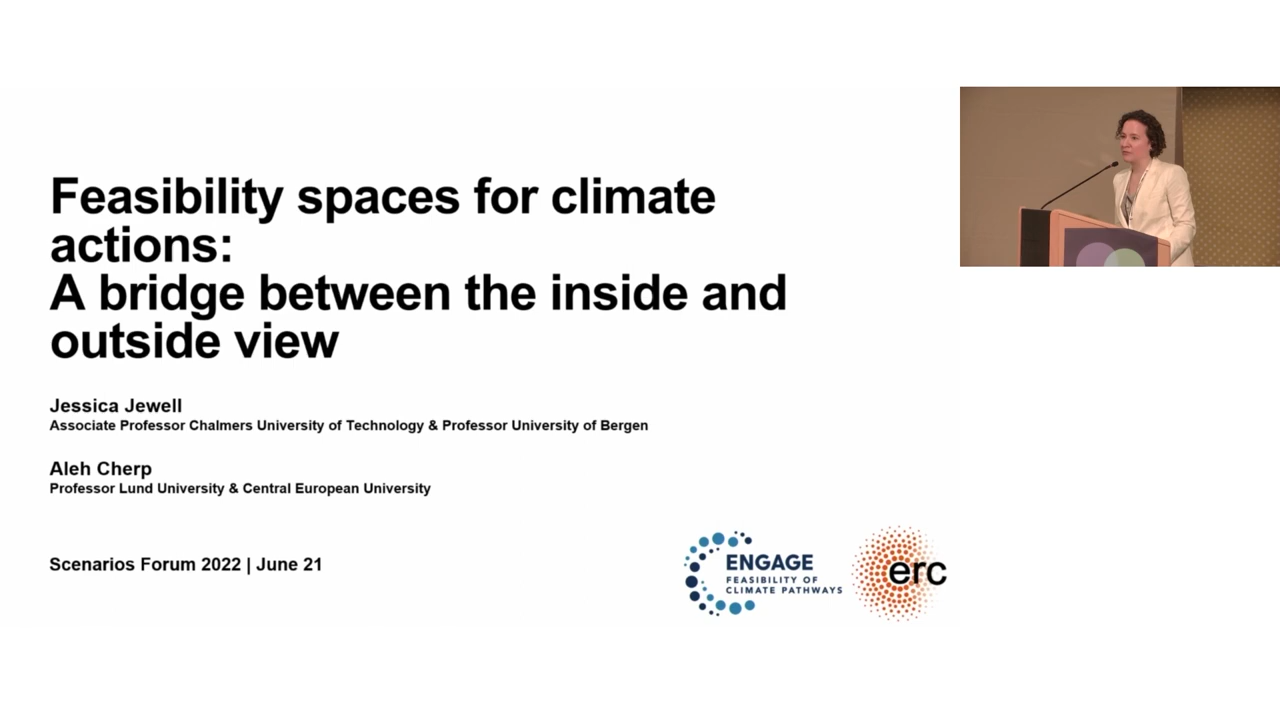 Feasibility spaces for climate
actions:
A bridge between the inside and
outside view
Jessica Jewell
Associate Professor Chalmers University of Technology & Professor University of Bergen
Aleh Cherp
Professor Lund University & Central European University
Scenarios Forum 2022 | June 21
ENGAGE
FEASIBILITY OF
CLIMATE PATHWAYS
erc